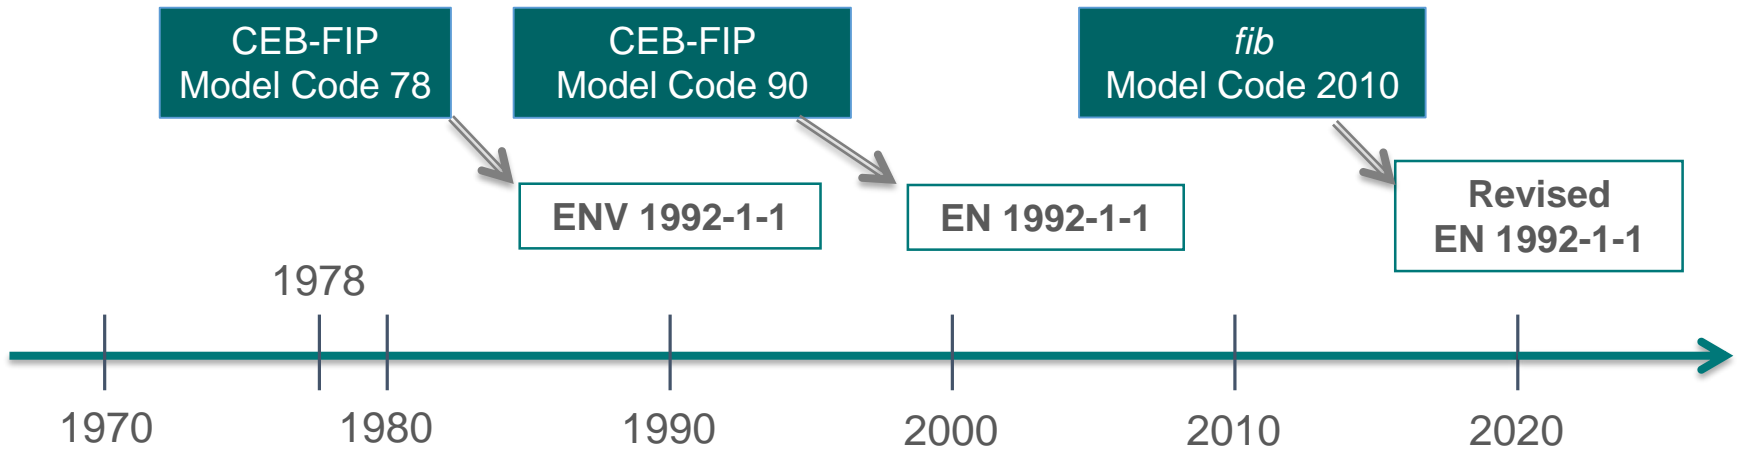 CEB-FIP
Model Code 78
CEB-FIP
Model Code 90
fib
Model Code 2010
ENV 1992-1-1
EN 1992-1-1
Revised
EN 1992-1-1
1978
1970
1980
1990
2000
2010
2020